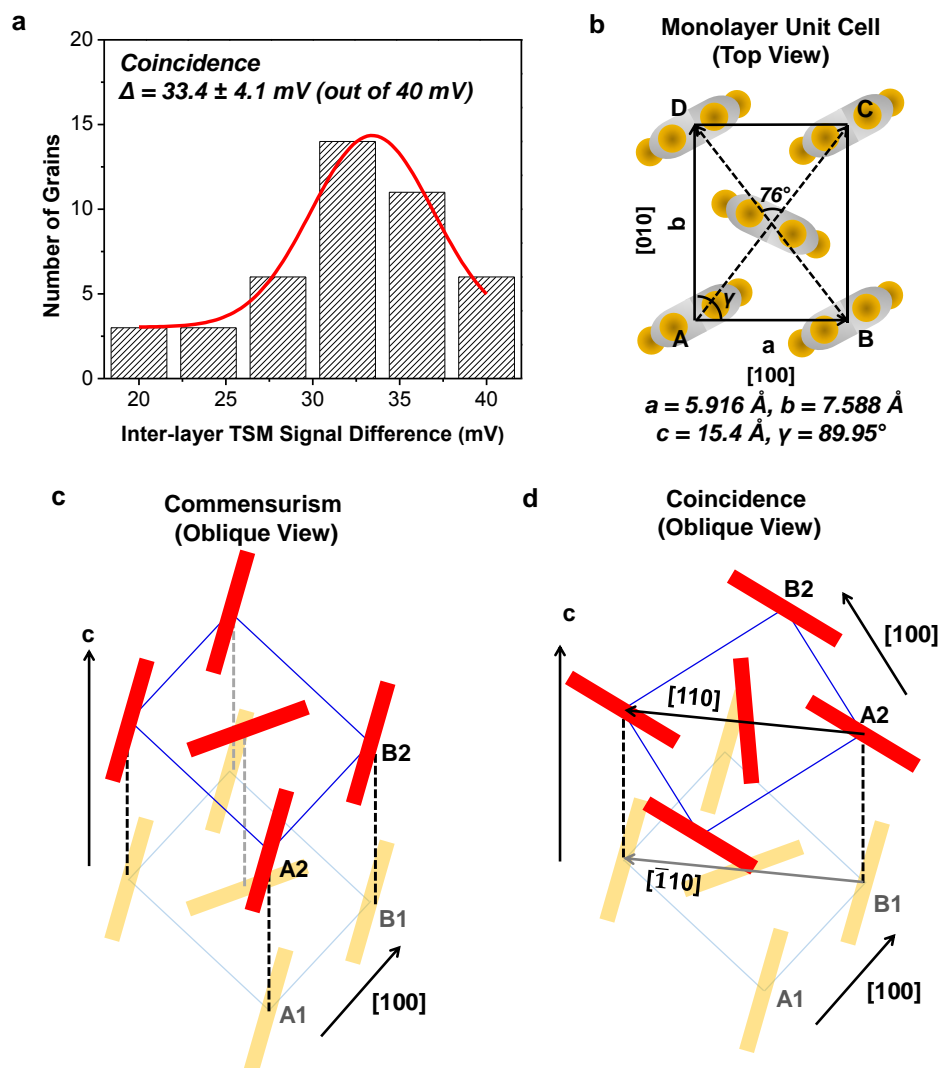 a
20
15
10
5
0
Number of Grains
Coincidence
Δ = 33.4 ± 4.1 mV (out of 40 mV)
20 25 30 35 40
Inter-layer TSM Signal Difference (mV)
b
Monolayer Unit Cell
(Top View)
D C
76°
[010]
b
γ
A B
a
[100]
a = 5.916 Å, b = 7.588 Å
c = 15.4 Å, γ = 89.95°
c
Commensurism
(Oblique View)
c
B2
A2
B1
A1
[100]
d
Coincidence
(Oblique View)
c
B2
[100]
[110]
A2
[1̅10]
B1
A1
[100]